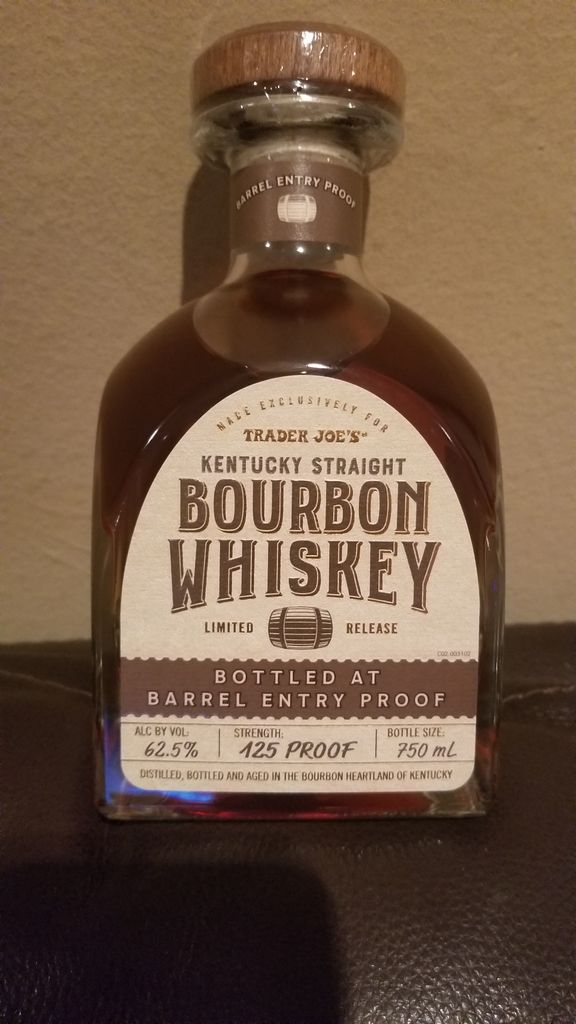 BARREL ENTRY PROOF
MADE EXCLUSIVELY FOR
TRADER JOE'S
KENTUCKY STRAIGHT
BOURBON
WHISKEY
LIMITED RELEASE
BOTTLED AT
BARREL ENTRY PROOF
ALC BY VOL: STRENGTH: BOTTLE SIZE:
62.5% 125 PROOF 750 mL
DISTILLED, BOTTLED AND AGED IN THE BOURBON HEARTLAND OF KENTUCKY